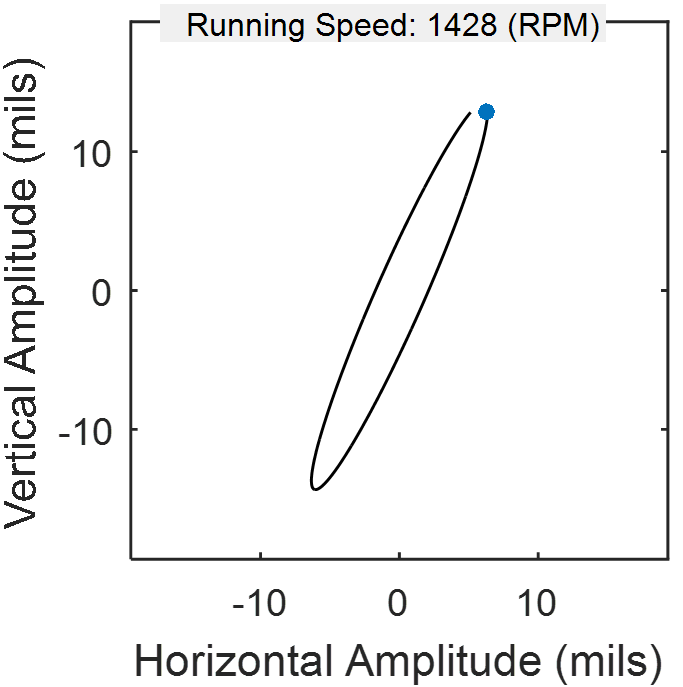 Running Speed: 1428 (RPM)
Vertical Amplitude (mils)
10
0
-10
-10 0 10
Horizontal Amplitude (mils)